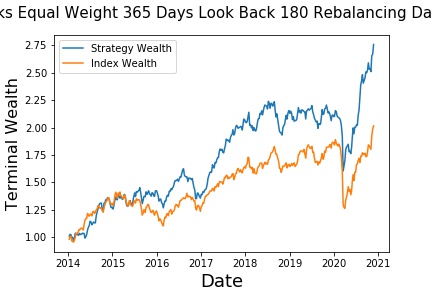 Equal Weight 365 Days Look Back 180 Rebalancing
Strategy Wealth
Index Wealth
Terminal Wealth
2.75
2.50
2.25
2.00
1.75
1.50
1.25
1.00
2014 2015 2016 2017 2018 2019 2020 2021
Date